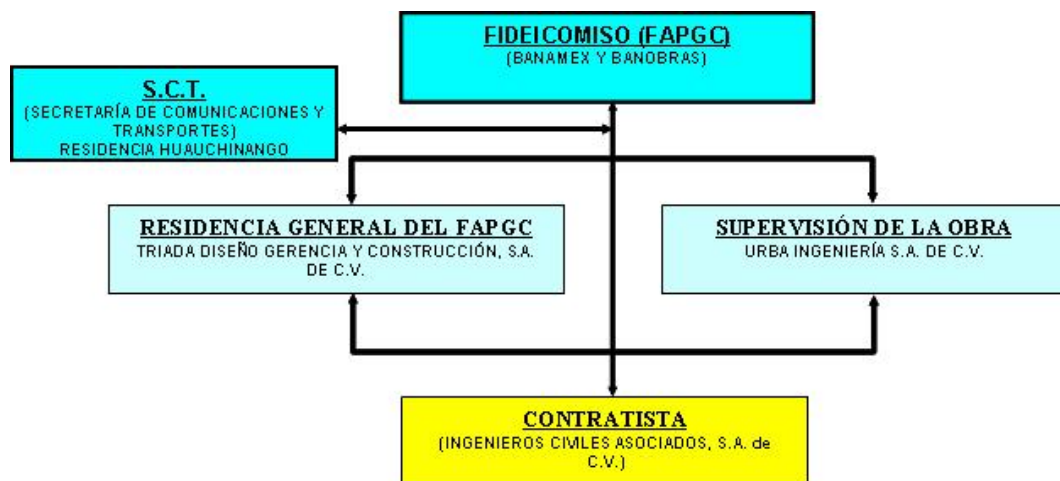 FIDEICOMISO (FAPGC)
(BANAMEX Y BANOBRAS)
S.C.T.
(SECRETARÍA DE COMUNICACIONES Y
TRANSPORTES)
RESIDENCIA HUAUCHINANGO
RESIDENCIA GENERAL DEL FAPGC
TRIADA DISEÑO GERENCIA Y CONSTRUCCIÓN, S.A.
DE C.V.
SUPERVISIÓN DE LA OBRA
URBA INGENIERÍA S.A. DE C.V.
CONTRATISTA
(INGENIEROS CIVILES ASOCIADOS, S.A. de
C.V.)